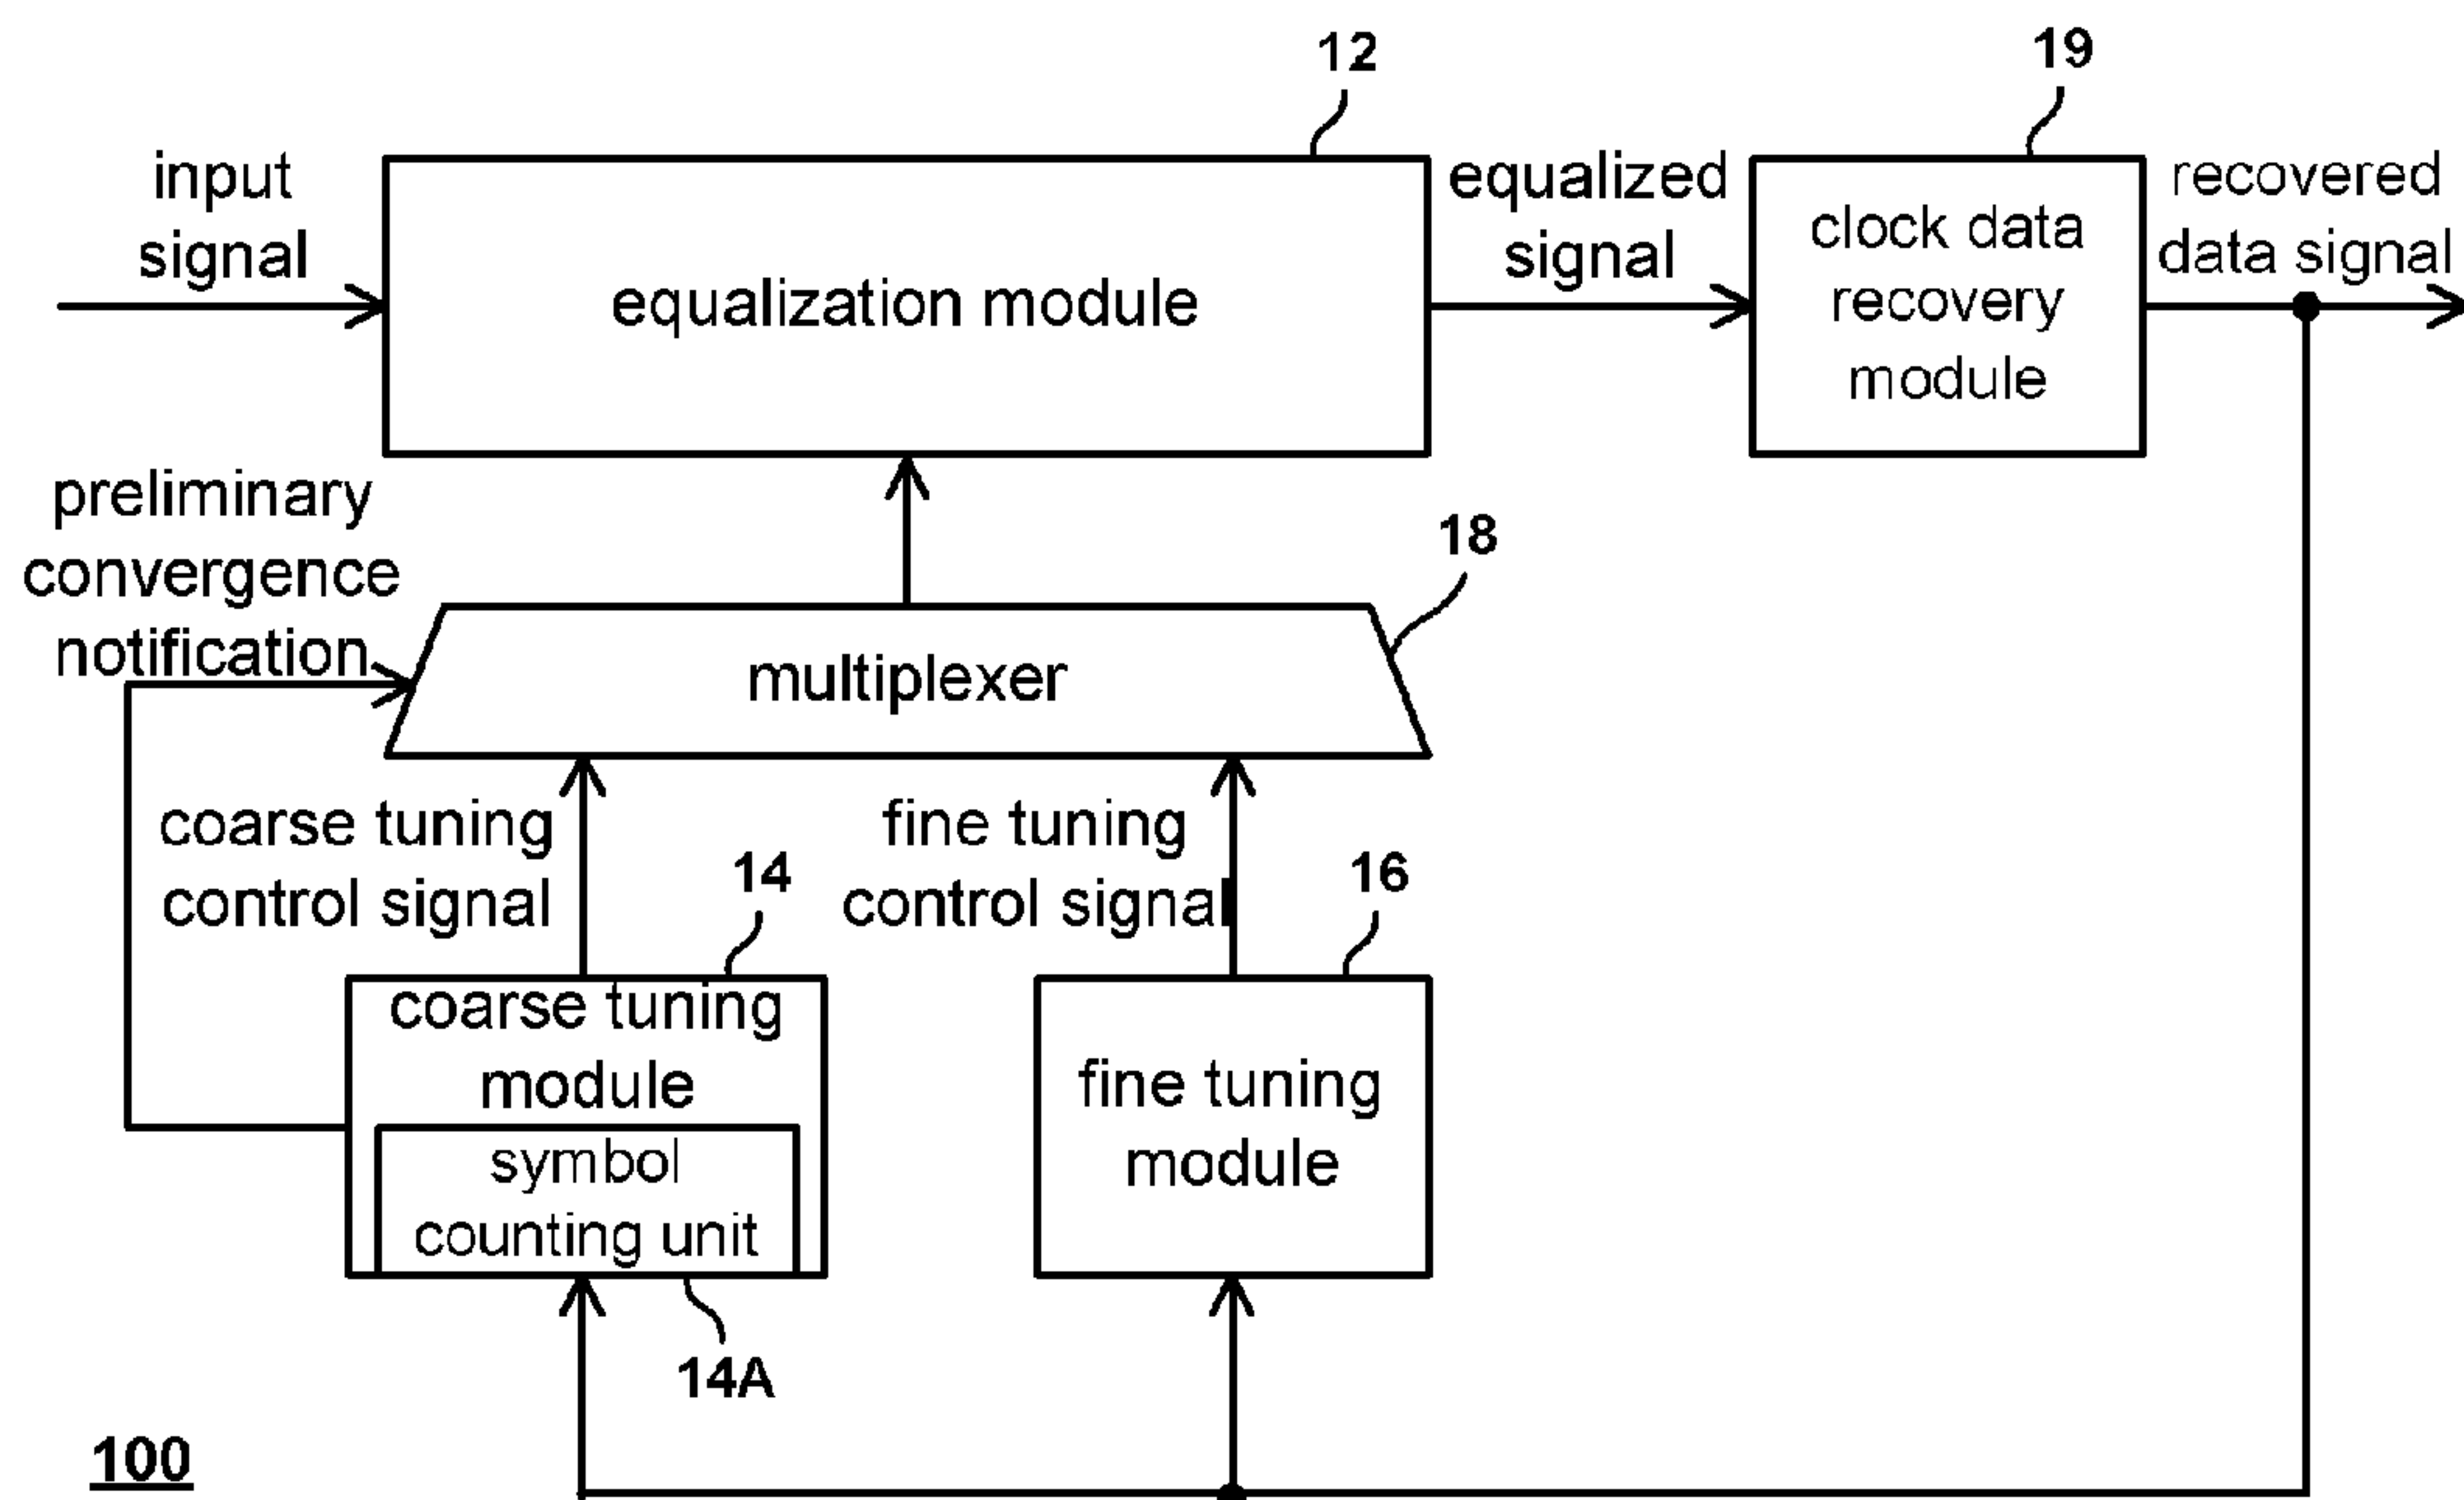 12
19
input
signal
equalization module
equalized
signal
clock data
recovery
module
recovered
data signal
preliminary
convergence
notification
18
multiplexer
coarse tuning
control signal
fine tuning
control signal
14
16
coarse tuning
module
symbol
counting unit
fine tuning
module
14A
100